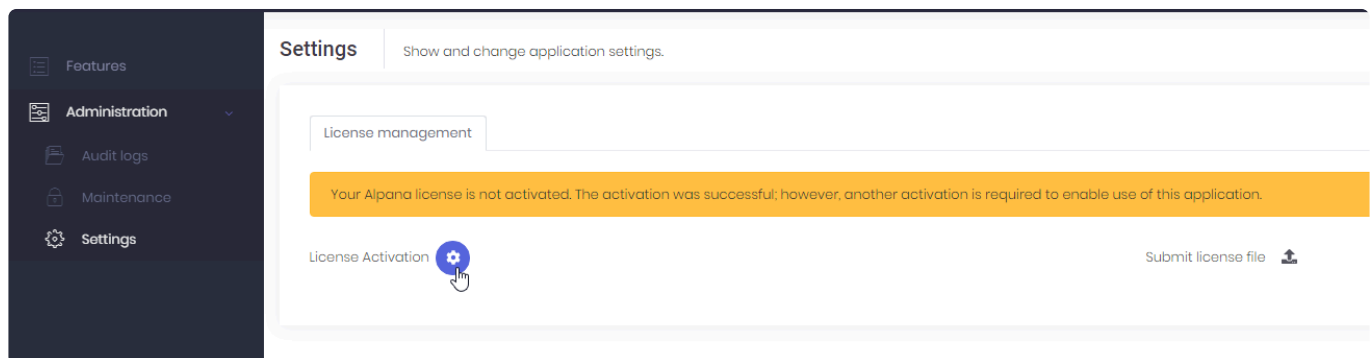 Features
Administration
Audit logs
Maintenance
Settings
Settings
Show and change application settings.
License management
Your Alpana license is not activated. The activation was successful; however, another activation is required to enable use of this application.
License Activation
Submit license file